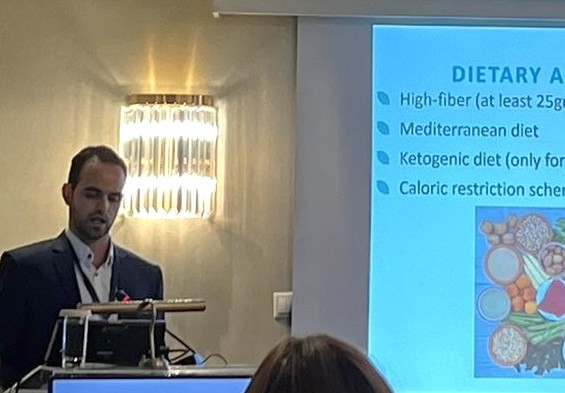 DIETARY A
High-fiber (at least 25g
Mediterranean diet
Ketogenic diet (only for
Caloric restriction sche